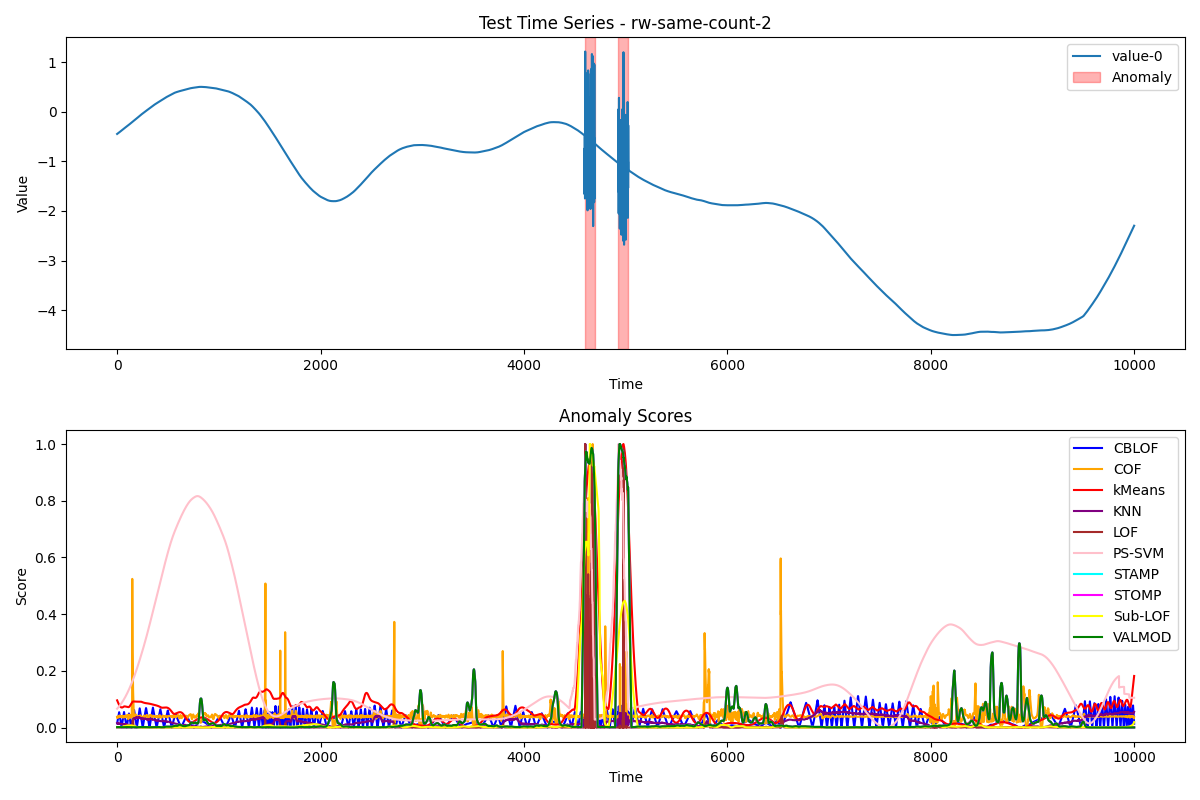 Test Time Series - rw-same-count-2
Value
1
0
−1
−2
−3
−4
value-0
Anomaly
0 2000 4000 6000 8000 10000
Time
Anomaly Scores
Score
1.0
0.8
0.6
0.4
0.2
0.0
CBLOF
COF
kMeans
KNN
LOF
PS-SVM
STAMP
STOMP
Sub-LOF
VALMOD
0 2000 4000 6000 8000 10000
Time